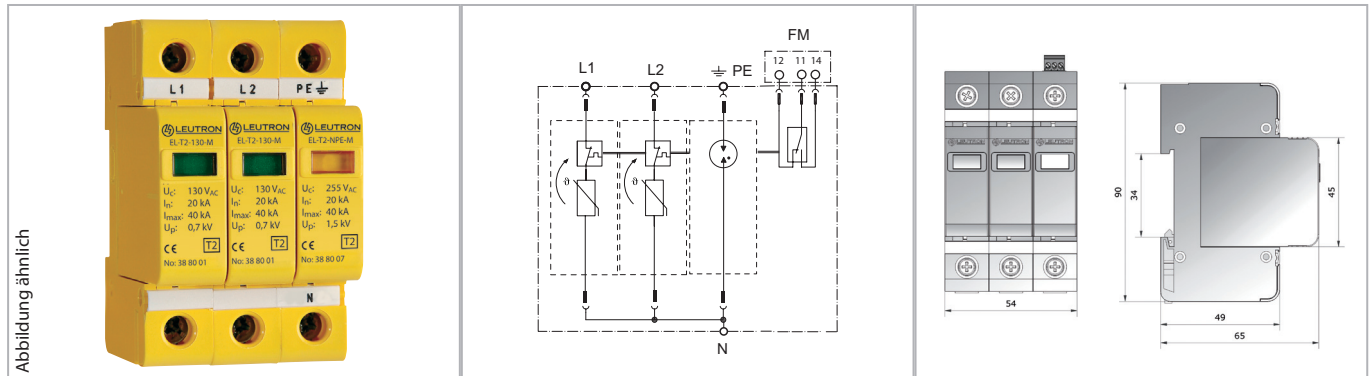 Abbildung ähnlich
L1 L2 PE
LEUTRON
EL-T2-130-M
UC: 130 VAC
In: 20 kA
Imax: 40 kA
Up: 0,7 kV
CE T2
No: 38 80 01
LEUTRON
EL-T2-130-M
UC: 130 VAC
In: 20 kA
Imax: 40 kA
Up: 0,7 kV
CE T2
No: 38 80 01
LEUTRON
EL-T2-NPE-M
UC: 255 VAC
In: 20 kA
Imax: 40 kA
Up: 1,5 kV
CE T2
No: 38 80 07
N
FM
12 11 14
L1 L2 PE
ϑ ϑ
N
LEUTRON LEUTRON LEUTRON
54
90
34
45
49
65